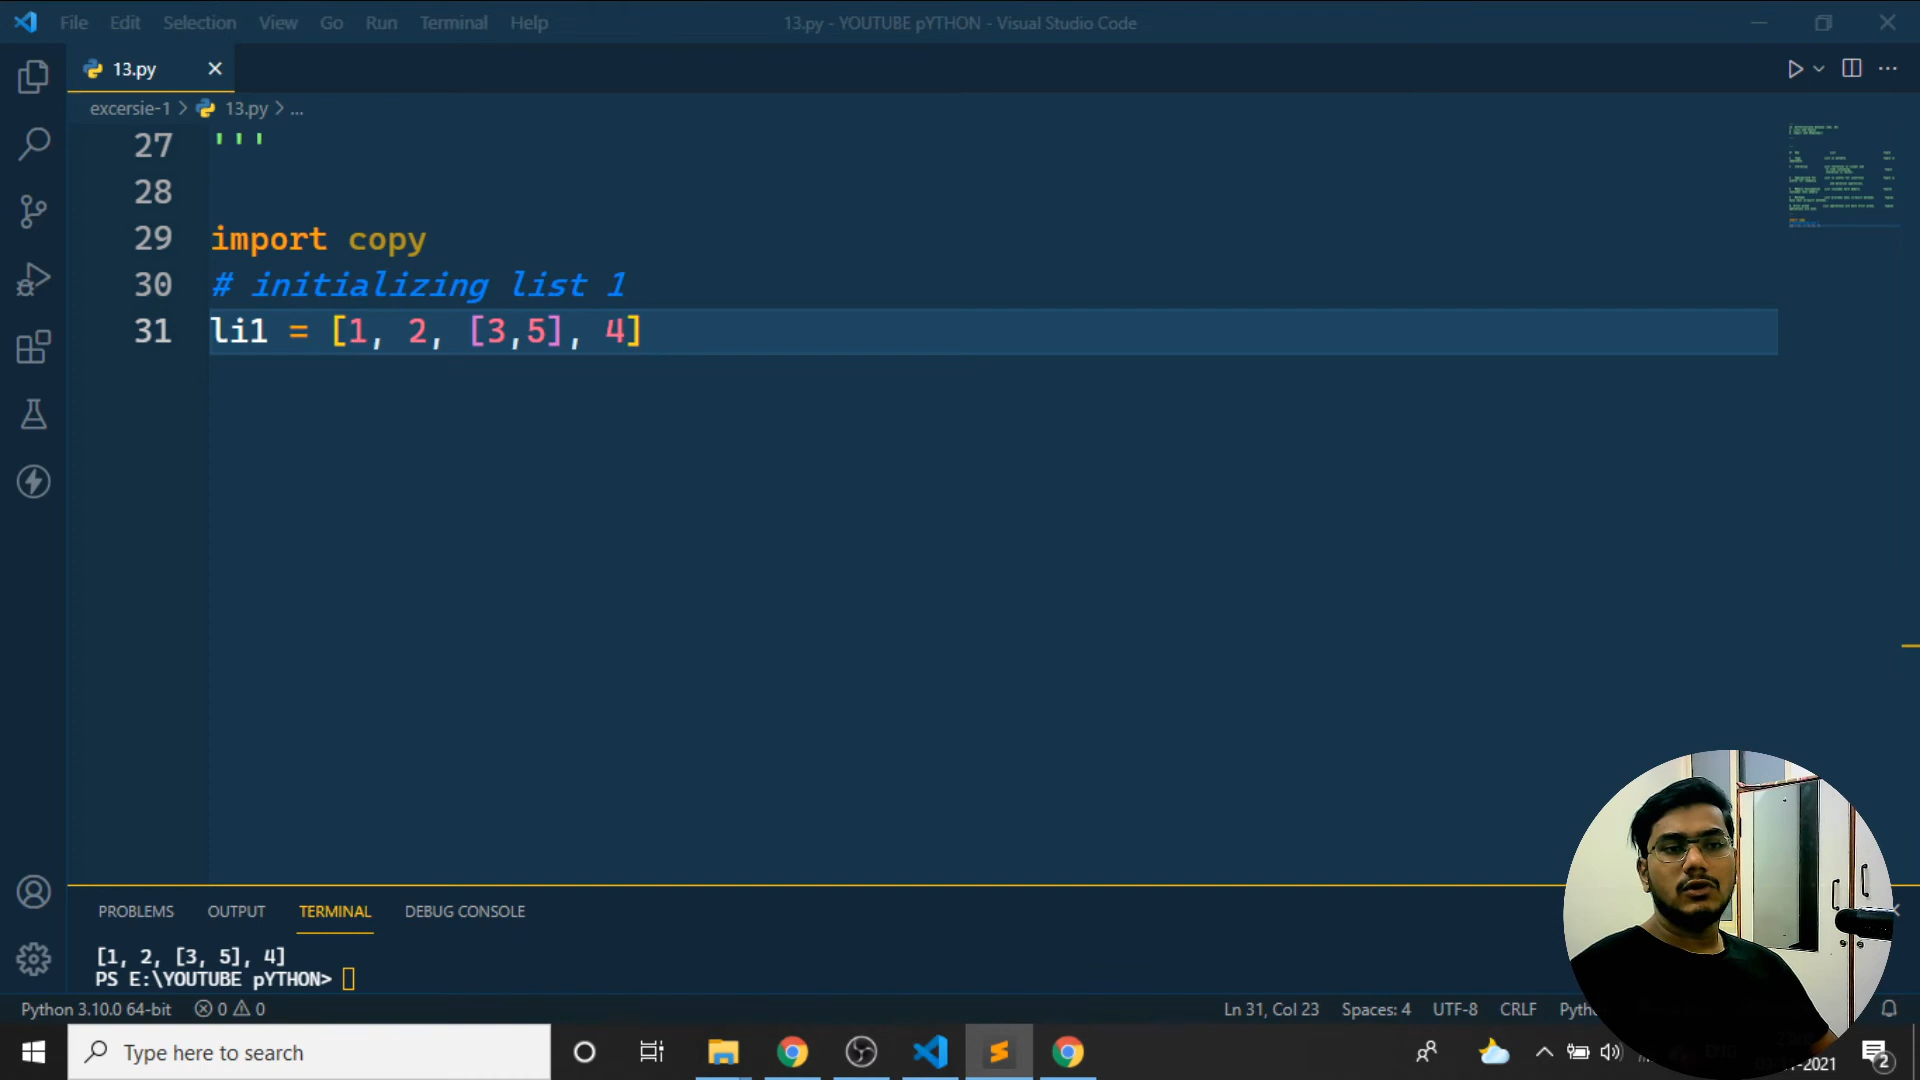 File Edit Selection View Go Run Terminal Help 13.py - YOUTUBE pYTHON - Visual Studio Code
13.py
excersie-1 > 13.py > ...
27 '''
28
29 import copy
30 # initializing list 1
31 li1 = [1, 2, [3,5], 4]
PROBLEMS OUTPUT TERMINAL DEBUG CONSOLE
[1, 2, [3, 5], 4]
PS E:\YOUTUBE pYTHON>
Python 3.10.0 64-bit 0 0 Ln 31, Col 23 Spaces: 4 UTF-8 CRLF
Type here to search
2